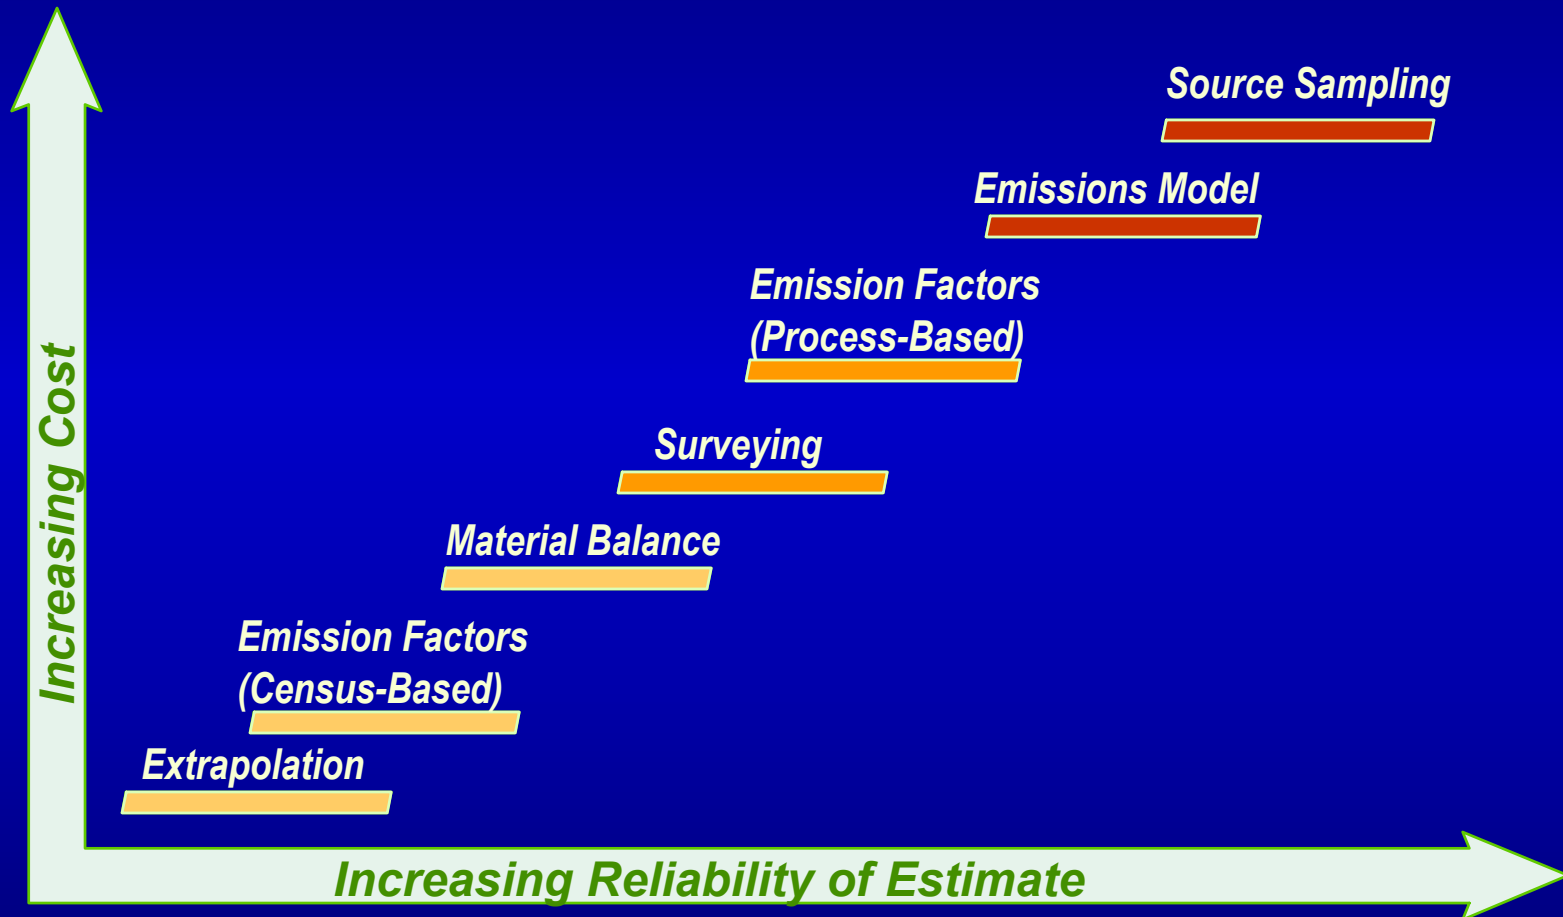 Source Sampling
Emissions Model
Emission Factors
(Process-Based)
Surveying
Material Balance
Emission Factors
(Census-Based)
Extrapolation
Increasing Cost
Increasing Reliability of Estimate